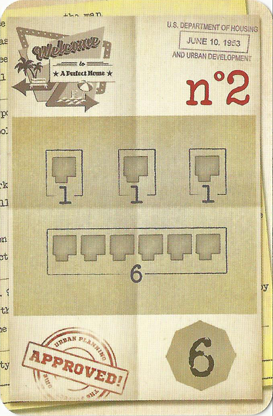 Welcome
to
A Perfect Home
U.S. DEPARTMENT OF HOUSING
JUNE 10, 1953
AND URBAN DEVELOPMENT
n°2
1 1 1
6
URBAN PLANNING
APPROVED!
6